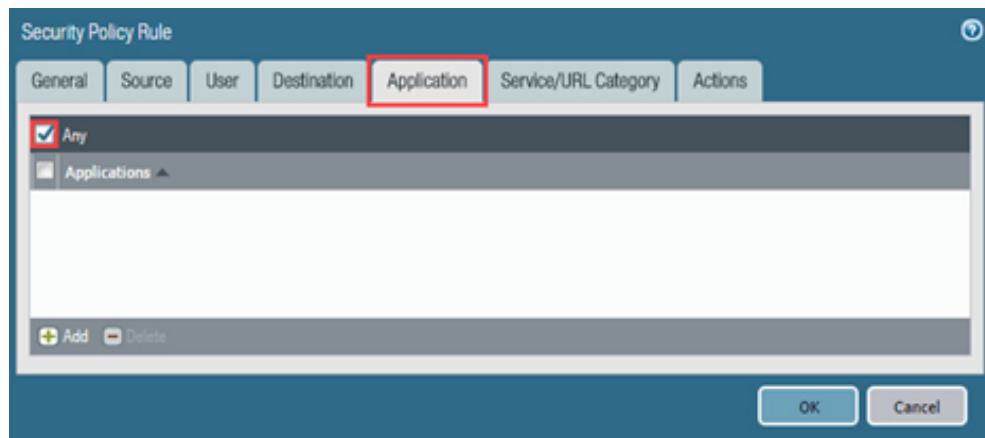 Security Policy Rule
General Source User Destination Application Service/URL Category Actions
Any
Applications
Add Delete
OK Cancel